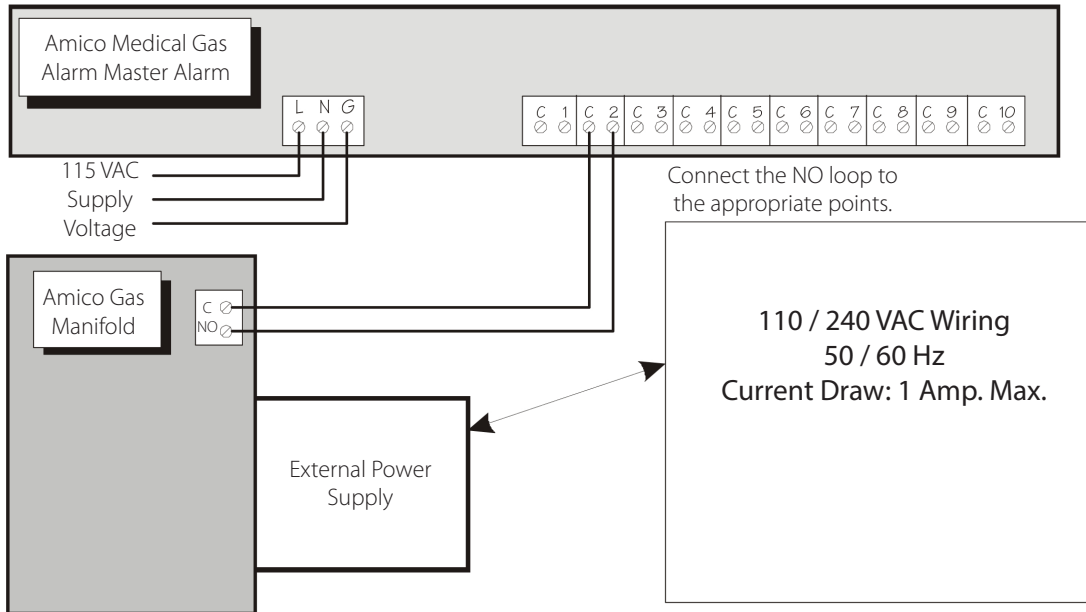 Amico Medical Gas
Alarm Master Alarm
L N G
C 1 C 2 C 3 C 4 C 5 C 6 C 7 C 8 C 9 C 10
115 VAC
Supply
Voltage
Connect the NO loop to
the appropriate points.
Amico Gas
Manifold
C
NO
110 / 240 VAC Wiring
50 / 60 Hz
Current Draw: 1 Amp. Max.
External Power
Supply